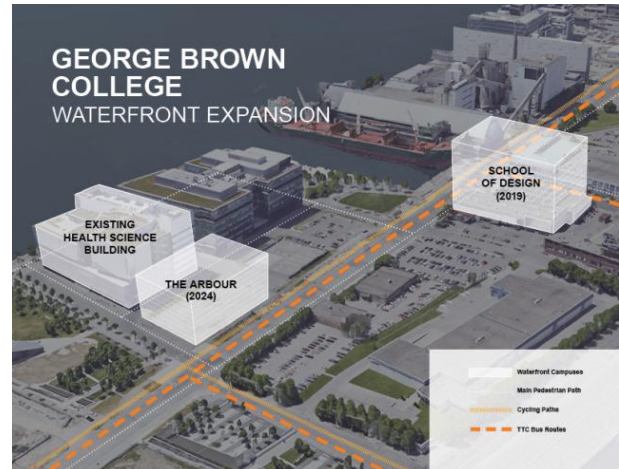 GEORGE BROWN
COLLEGE
WATERFRONT EXPANSION
SCHOOL
OF DESIGN
(2019)
EXISTING
HEALTH SCIENCE
BUILDING
THE ARBOUR
(2024)
Waterfront Campuses
Main Pedestrian Path
Cycling Paths
TTC Bus Routes